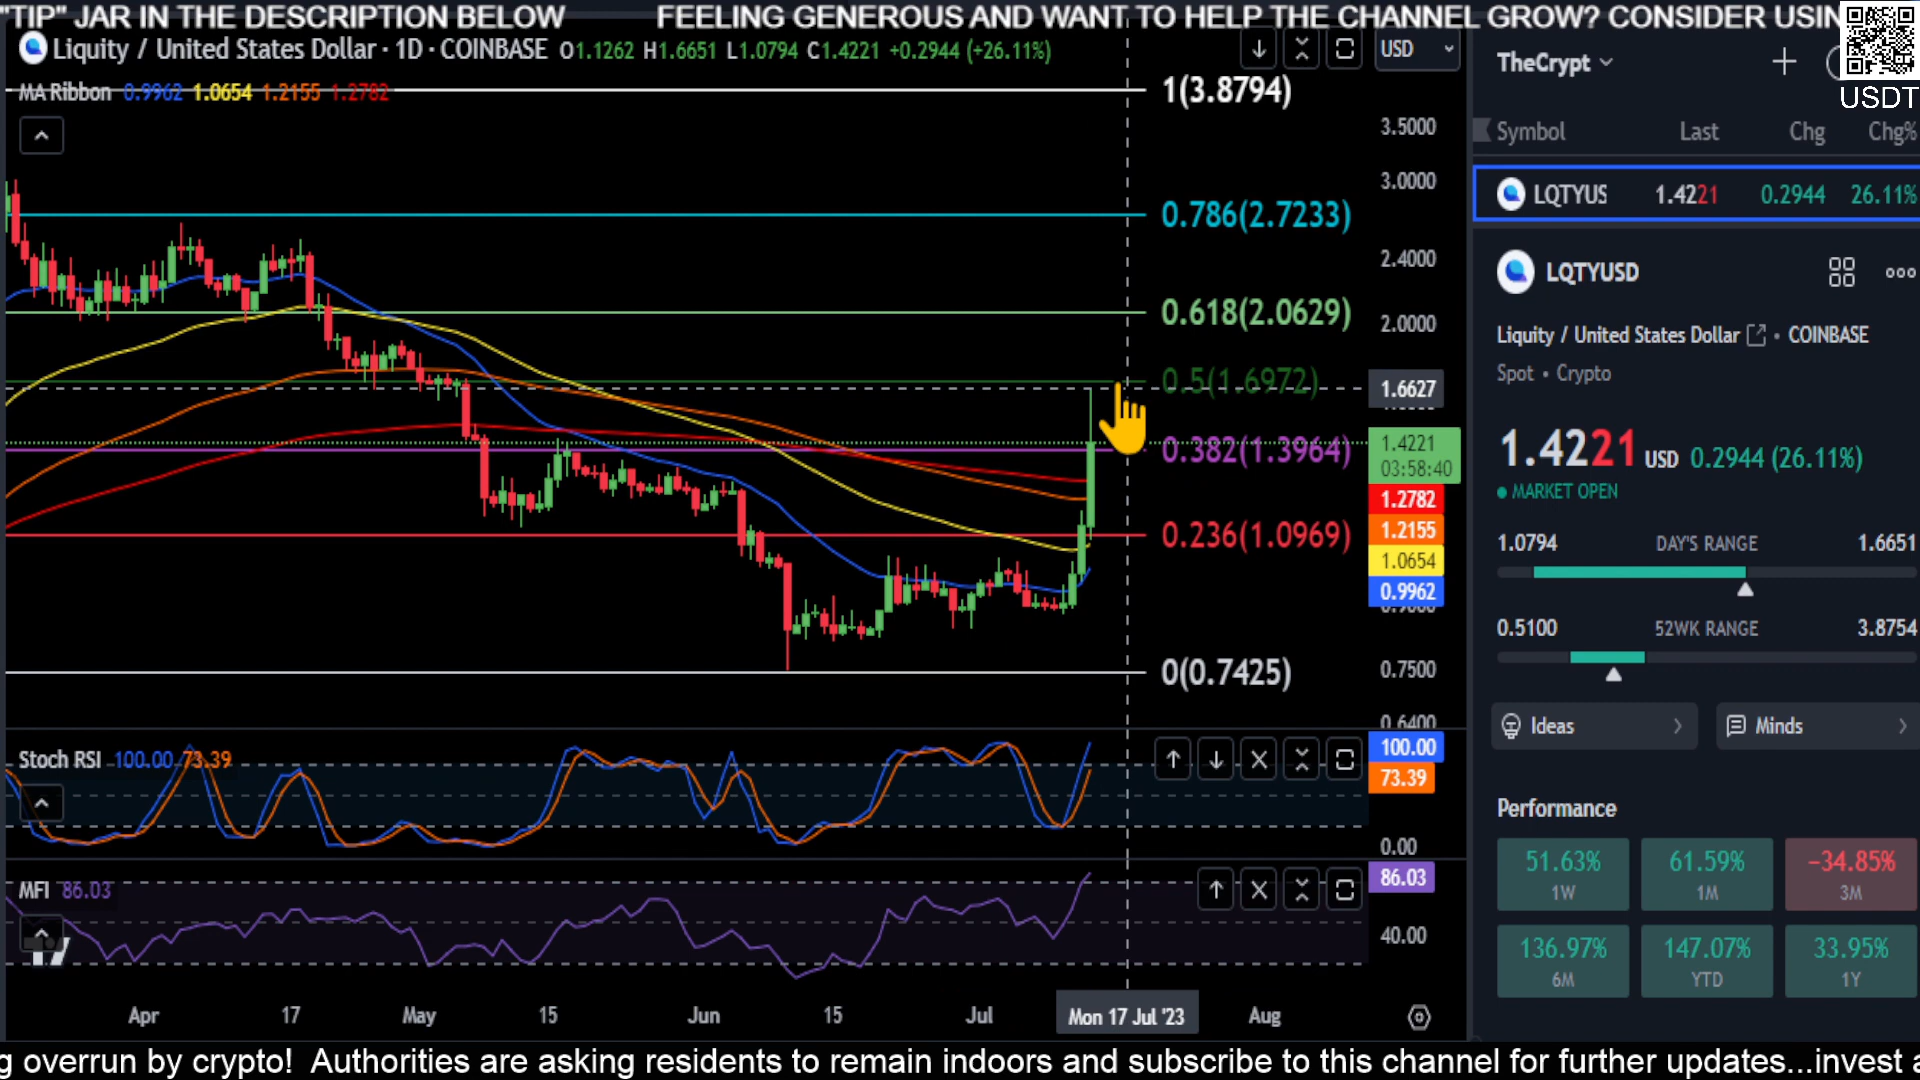 "TIP" JAR IN THE DESCRIPTION BELOW FEELING GENEROUS AND WANT TO HELP THE CHANNEL GROW? CONSIDER USIN
Liquity / United States Dollar · 1D · COINBASE O1.1262 H1.6651 L1.0794 C1.4221 +0.2944 (+26.11%)
USD
MA Ribbon 0.9962 1.0654 1.2155 1.2782
1(3.8794)
0.786(2.7233)
0.618(2.0629)
0.5(1.6972)
0.382(1.3964)
0.236(1.0969)
0(0.7425)
3.5000
3.0000
2.4000
2.0000
1.6627
1.4221
03:58:40
1.2782
1.2155
1.0654
0.9962
0.7500
0.6400
Stoch RSI 100.00 73.39
100.00
73.39
0.00
MFI 86.03
86.03
40.00
Apr 17 May 15 Jun 15 Jul Mon 17 Jul '23 Aug
TheCrypt
USDT
Symbol Last Chg Chg%
LQTYUS 1.4221 0.2944 26.11%
LQTYUSD
Liquity / United States Dollar • COINBASE
Spot • Crypto
1.4221 USD 0.2944 (26.11%)
MARKET OPEN
1.0794 DAY'S RANGE 1.6651
0.5100 52WK RANGE 3.8754
Ideas Minds
Performance
51.63% 61.59% −34.85%
1W 1M 3M
136.97% 147.07% 33.95%
6M YTD 1Y
g overrun by crypto! Authorities are asking residents to remain indoors and subscribe to this channel for further updates...invest a